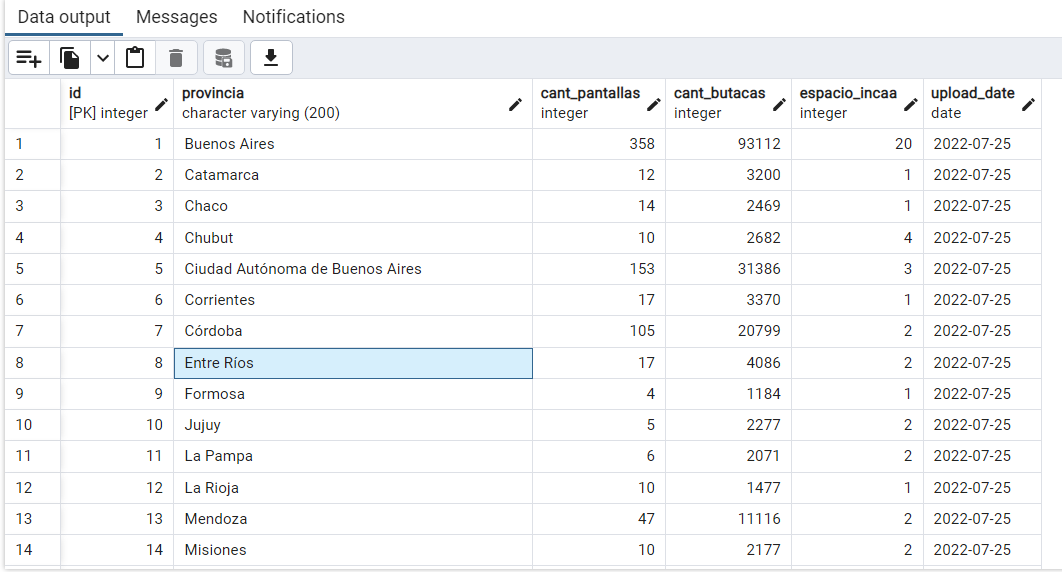 Data output Messages Notifications
id provincia cant_pantallas cant_butacas espacio_incaa upload_date
[PK] integer character varying (200) integer integer integer date
1 1 Buenos Aires 358 93112 20 2022-07-25
2 2 Catamarca 12 3200 1 2022-07-25
3 3 Chaco 14 2469 1 2022-07-25
4 4 Chubut 10 2682 4 2022-07-25
5 5 Ciudad Autónoma de Buenos Aires 153 31386 3 2022-07-25
6 6 Corrientes 17 3370 1 2022-07-25
7 7 Córdoba 105 20799 2 2022-07-25
8 8 Entre Ríos 17 4086 2 2022-07-25
9 9 Formosa 4 1184 1 2022-07-25
10 10 Jujuy 5 2277 2 2022-07-25
11 11 La Pampa 6 2071 2 2022-07-25
12 12 La Rioja 10 1477 1 2022-07-25
13 13 Mendoza 47 11116 2 2022-07-25
14 14 Misiones 10 2177 2 2022-07-25